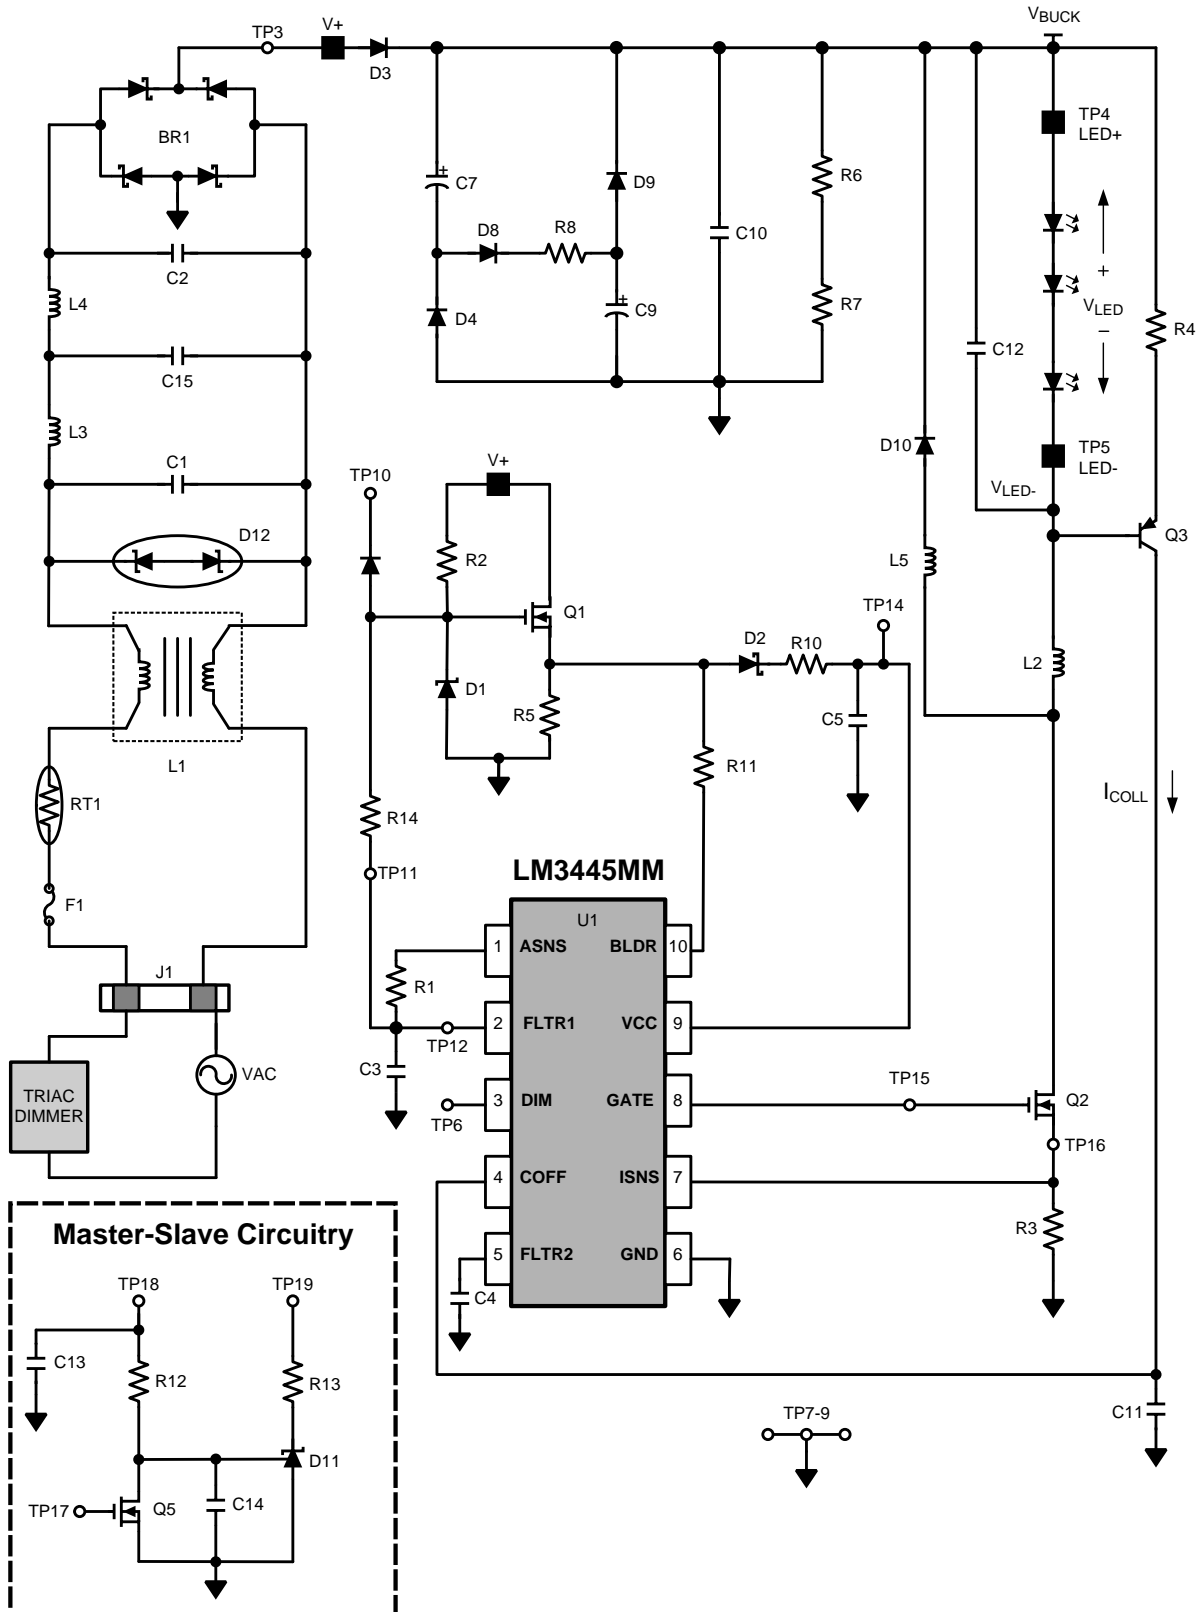 V+
VBUCK
TP3
D3
BR1
TP4
LED+
C7
D9
R6
D8
R8
C10
C2
L4
D4
C9
R7
+
VLED
−
R4
C12
C15
L3
D10
TP5
LED-
C1
V+
TP10
VLED-
D12
R2
Q3
L5
Q1
TP14
D2
R10
L2
D1
R5
C5
L1
R11
RT1
ICOLL
R14
TP11
LM3445MM
F1
U1
1
ASNS
BLDR
10
J1
R1
2
FLTR1
VCC
9
TP12
C3
VAC
TP15
TRIAC
DIMMER
3
DIM
GATE
8
Q2
TP6
TP16
4
COFF
ISNS
7
R3
Master-Slave Circuitry
5
FLTR2
GND
6
TP18
TP19
C4
C13
R12
R13
TP7-9
C11
D11
TP17
Q5
C14